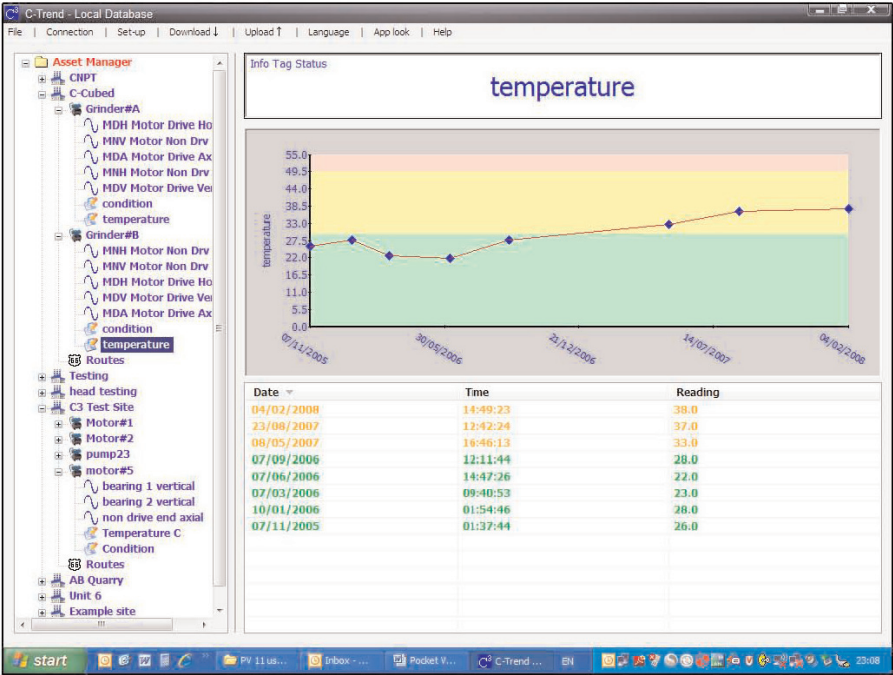 C-Trend - Local Database
File | Connection | Set-up | Download ↓ | Upload ↑ | Language | App look | Help
Asset Manager
CNPT
C-Cubed
Grinder#A
MDH Motor Drive Ho
MNV Motor Non Drv
MDA Motor Drive Ax
MNH Motor Non Drv
MDV Motor Drive Ver
condition
temperature
Grinder#B
MNH Motor Non Drv
MNV Motor Non Drv
MDH Motor Drive Ho
MDV Motor Drive Ver
MDA Motor Drive Ax
condition
temperature
Routes
Testing
head testing
C3 Test Site
Motor#1
Motor#2
pump23
motor#5
bearing 1 vertical
bearing 2 vertical
non drive end axial
Temperature C
Condition
Routes
AB Quarry
Unit 6
Example site
Info Tag Status
temperature
temperature
55.0
49.5
44.0
38.5
33.0
27.5
22.0
16.5
11.0
5.5
0.0
07/11/2005 30/05/2006 21/12/2006 14/07/2007 04/02/2008
Date Time Reading
04/02/2008 14:49:23 38.0
23/08/2007 12:42:24 37.0
08/05/2007 16:46:13 33.0
07/09/2006 12:11:44 28.0
07/06/2006 14:47:26 22.0
07/03/2006 09:40:53 23.0
10/01/2006 01:54:46 28.0
07/11/2005 01:37:44 26.0
start PV 11 us... Inbox - ... Pocket V... C-Trend ... EN 23:08